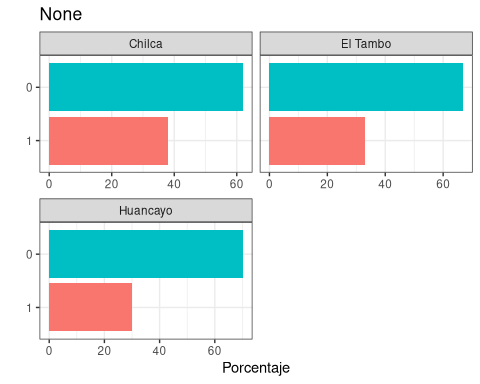 None
Chilca
El Tambo
0
1
0 20 40 60
0 20 40 60
Huancayo
0
1
0 20 40 60
Porcentaje